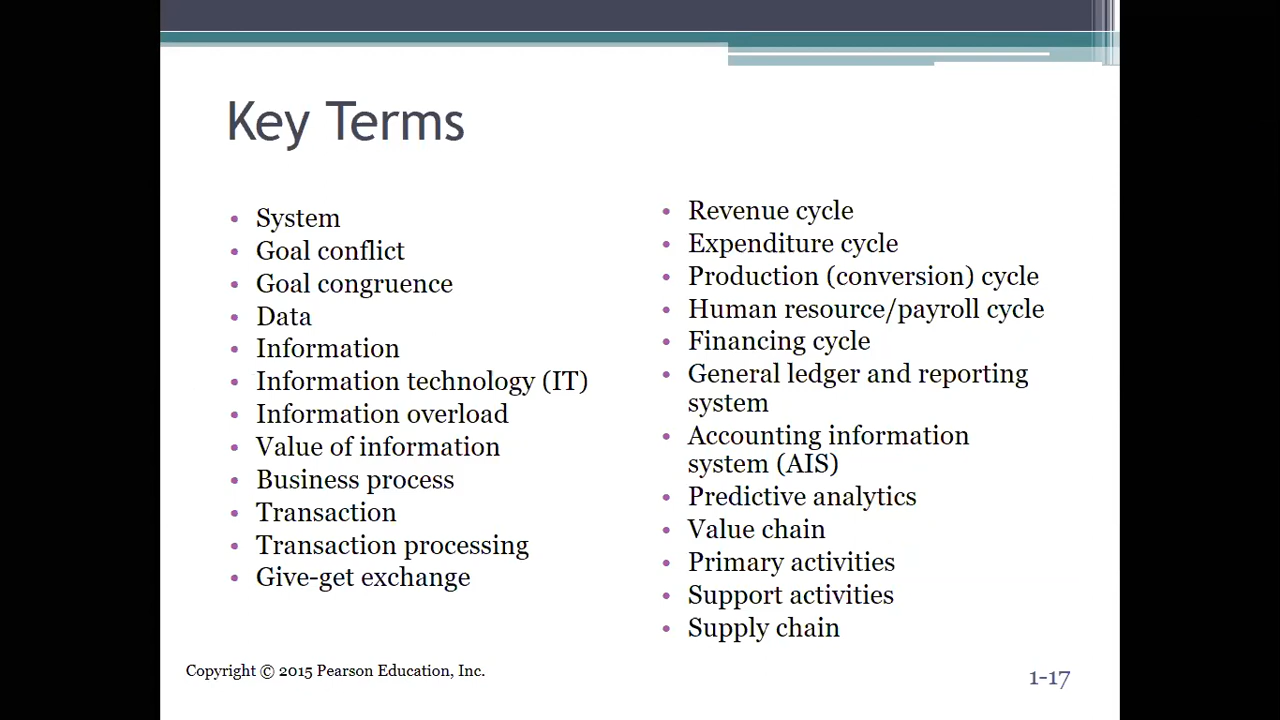 Key Terms
• System
• Goal conflict
• Goal congruence
• Data
• Information
• Information technology (IT)
• Information overload
• Value of information
• Business process
• Transaction
• Transaction processing
• Give-get exchange
• Revenue cycle
• Expenditure cycle
• Production (conversion) cycle
• Human resource/payroll cycle
• Financing cycle
• General ledger and reporting
system
• Accounting information
system (AIS)
• Predictive analytics
• Value chain
• Primary activities
• Support activities
• Supply chain
Copyright © 2015 Pearson Education, Inc.
1-17